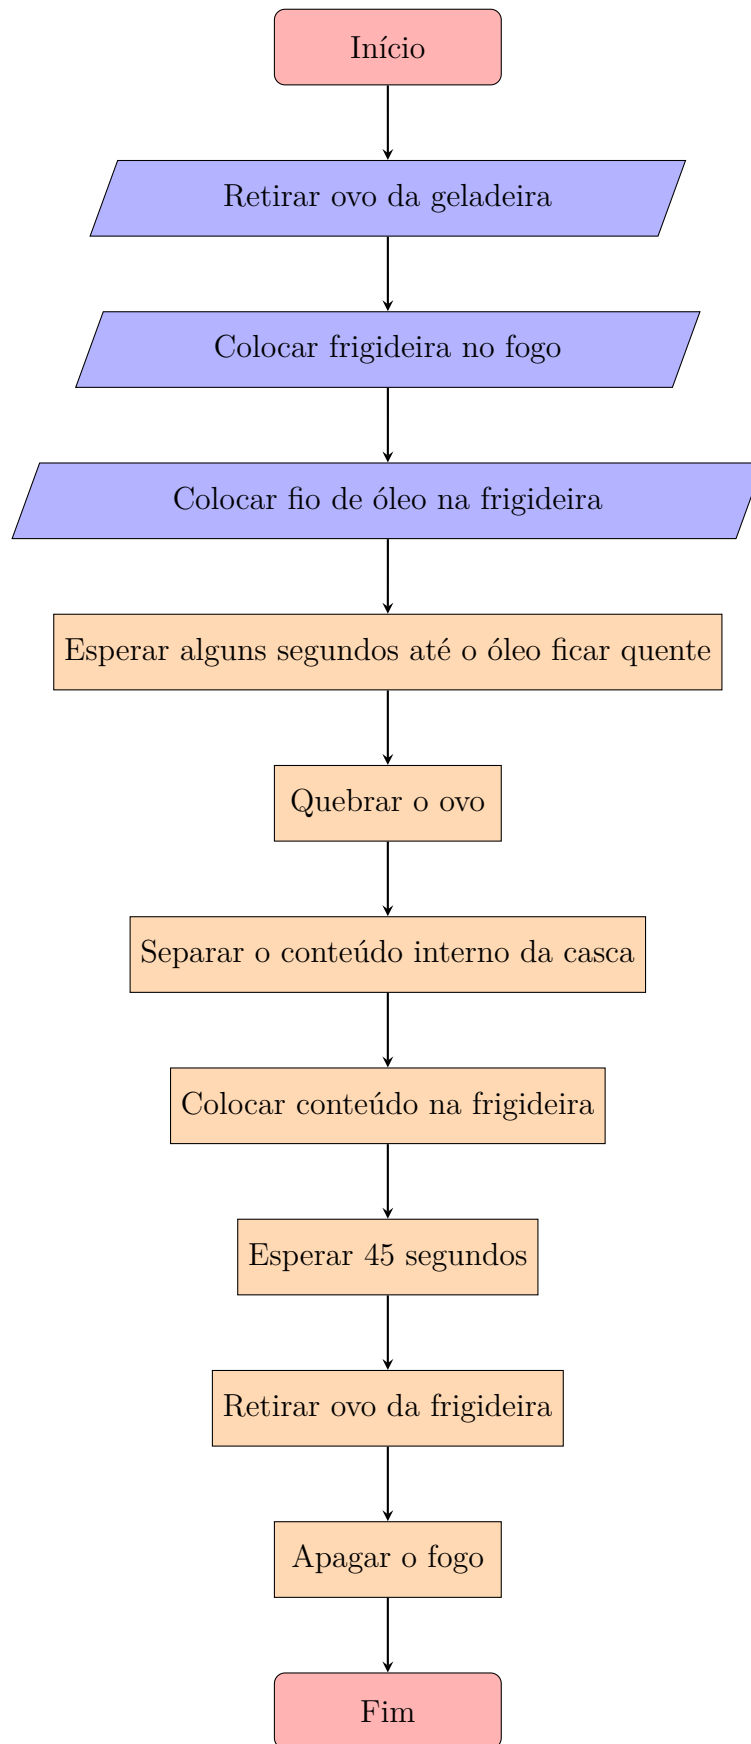 Início
Retirar ovo da geladeira
Colocar frigideira no fogo
Colocar fio de óleo na frigideira
Esperar alguns segundos até o óleo ficar quente
Quebrar o ovo
Separar o conteúdo interno da casca
Colocar conteúdo na frigideira
Esperar 45 segundos
Retirar ovo da frigideira
Apagar o fogo
Fim